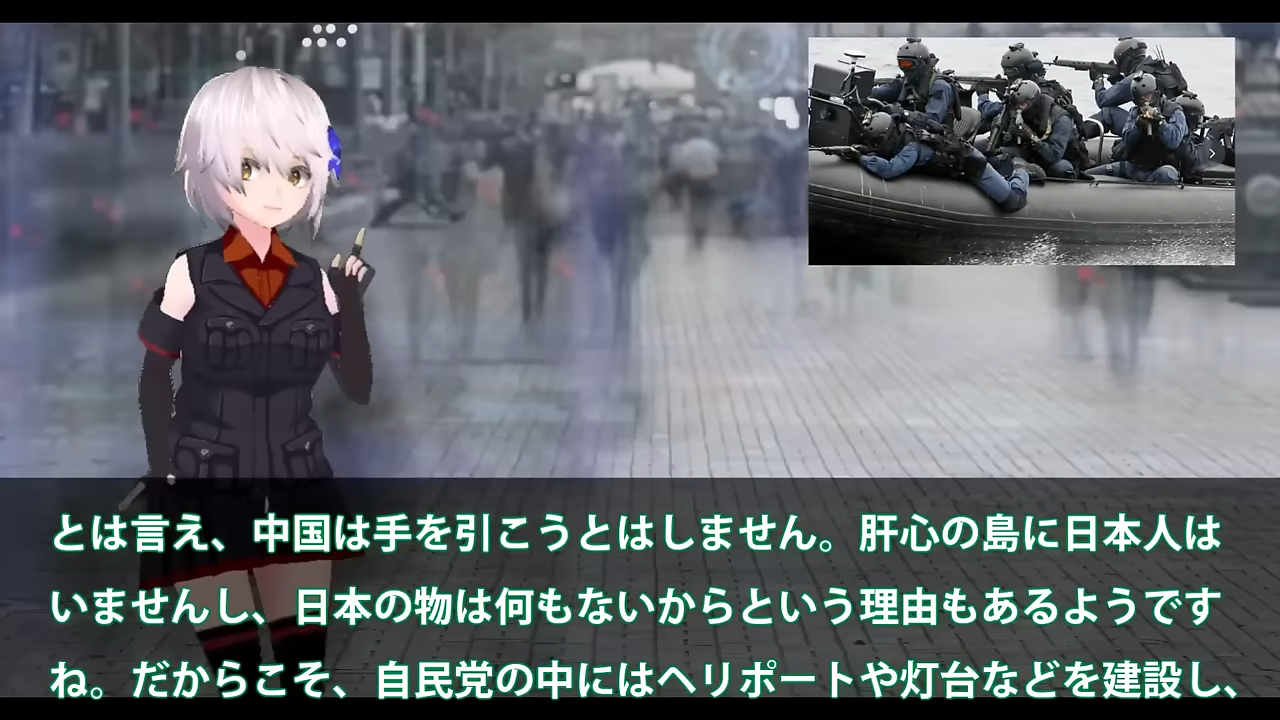 とは言え、中国は手を引こうとはしません。肝心の島に日本人は
いませんし、日本の物は何もないからという理由もあるようです
ね。だからこそ、自民党の中にはヘリポートや灯台などを建設し、